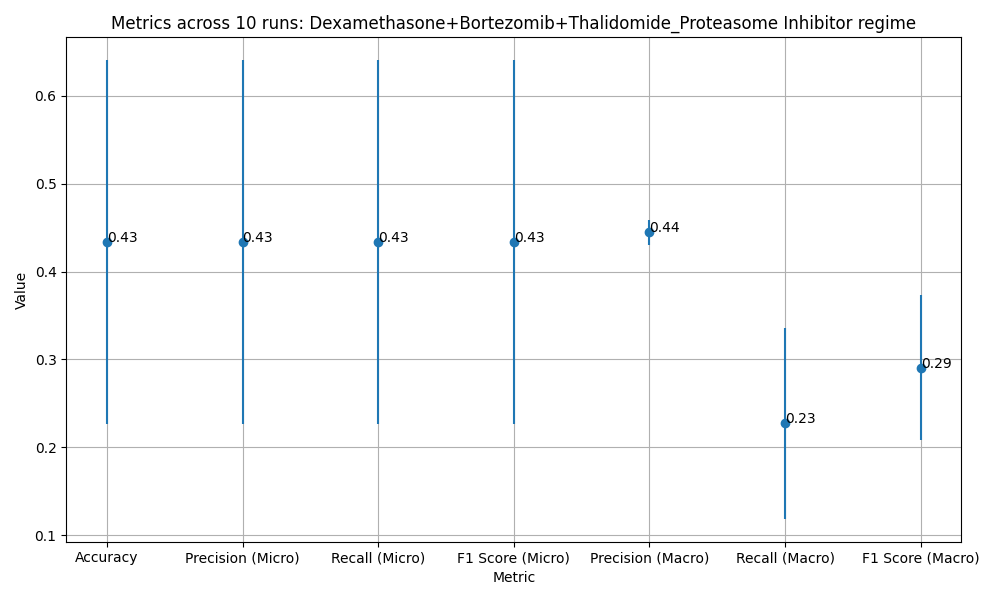 Metrics across 10 runs: Dexamethasone+Bortezomib+Thalidomide_Proteasome Inhibitor regime
0.6
0.5
0.4
0.3
0.2
0.1
Value
0.43
0.43
0.43
0.43
0.44
0.23
0.29
Accuracy
Precision (Micro)
Recall (Micro)
F1 Score (Micro)
Precision (Macro)
Recall (Macro)
F1 Score (Macro)
Metric